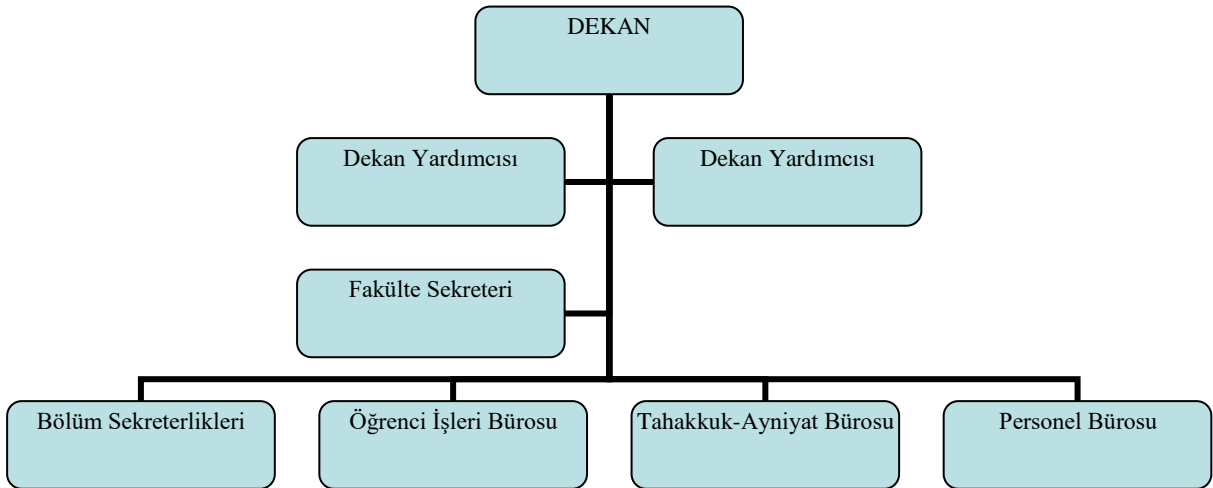 DEKAN
Dekan Yardımcısı
Dekan Yardımcısı
Fakülte Sekreteri
Bölüm Sekreterlikleri
Öğrenci İşleri Bürosu
Tahakkuk-Ayniyat Bürosu
Personel Bürosu